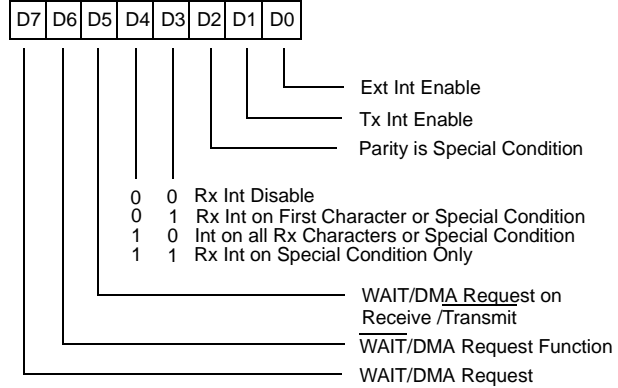 D7 D6 D5 D4 D3 D2 D1 D0
Ext Int Enable
Tx Int Enable
Parity is Special Condition
0 0 Rx Int Disable
0 1 Rx Int on First Character or Special Condition
1 0 Int on all Rx Characters or Special Condition
1 1 Rx Int on Special Condition Only
WAIT/DMA Request on
Receive /Transmit
WAIT/DMA Request Function
WAIT/DMA Request